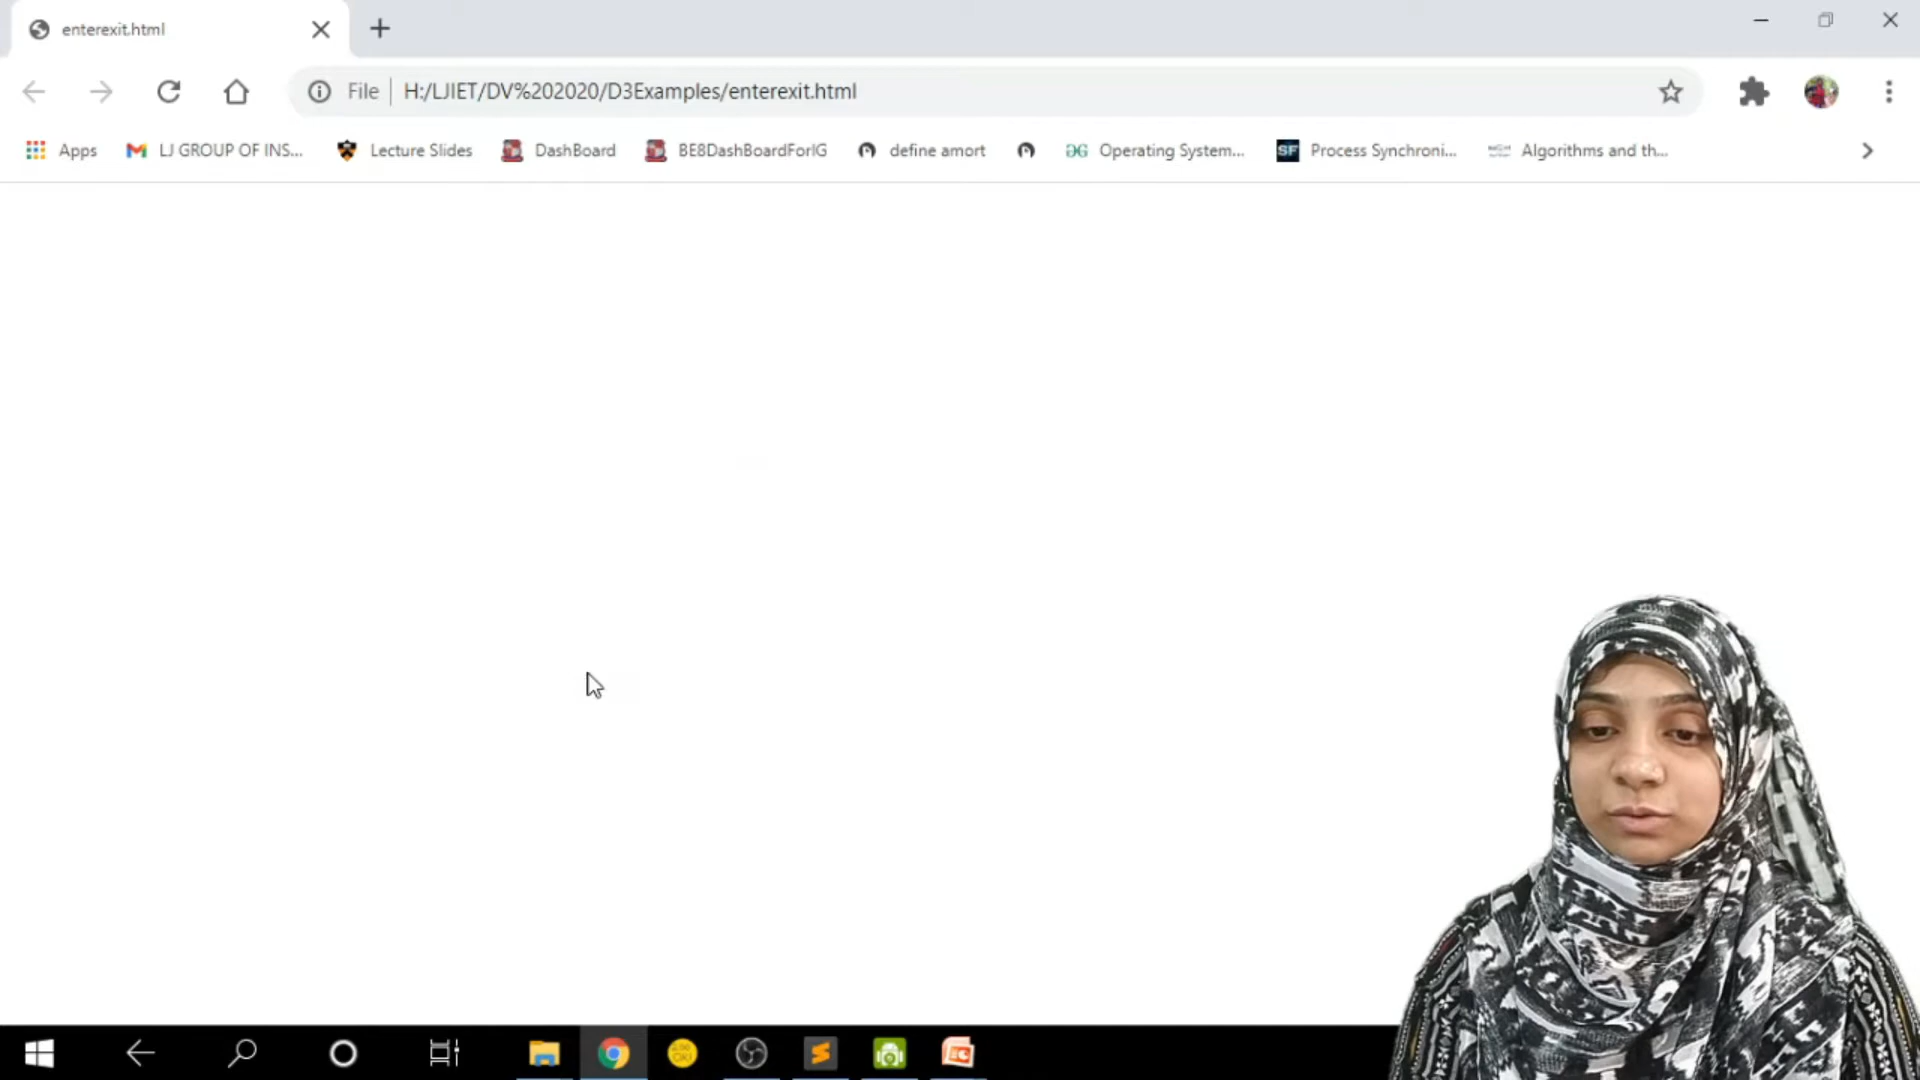 enterexit.html
File H:/LJIET/DV%202020/D3Examples/enterexit.html
Apps LJ GROUP OF INS... Lecture Slides DashBoard BE8DashBoardForIG define amort Operating System... SF Process Synchroni... Algorithms and th...